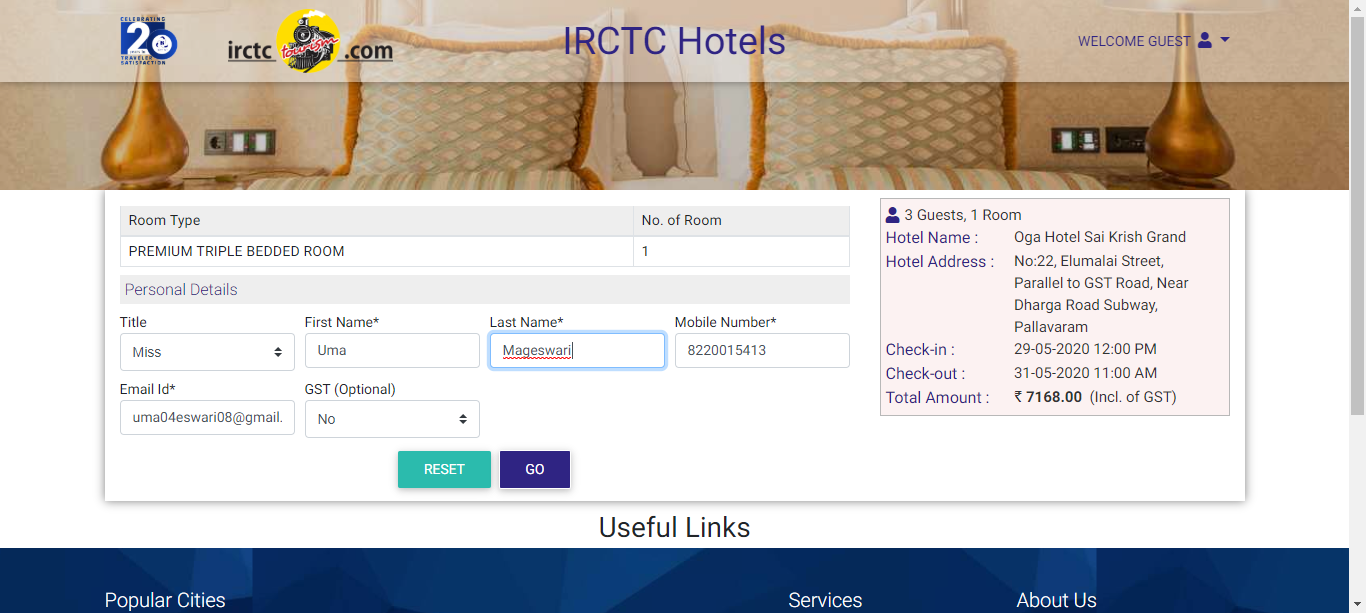 CELEBRATING
20
TRAVELER
SATISFACTION
irctc tourism .com
IRCTC Hotels
WELCOME GUEST
Room Type No. of Room
PREMIUM TRIPLE BEDDED ROOM 1
Personal Details
Title First Name* Last Name* Mobile Number*
Miss Uma Mageswari 8220015413
Email Id* GST (Optional)
uma04eswari08@gmail. No
RESET GO
3 Guests, 1 Room
Hotel Name : Oga Hotel Sai Krish Grand
Hotel Address : No:22, Elumalai Street,
Parallel to GST Road, Near
Dharga Road Subway,
Pallavaram
Check-in : 29-05-2020 12:00 PM
Check-out : 31-05-2020 11:00 AM
Total Amount : ₹ 7168.00 (Incl. of GST)
Useful Links
Popular Cities Services About Us